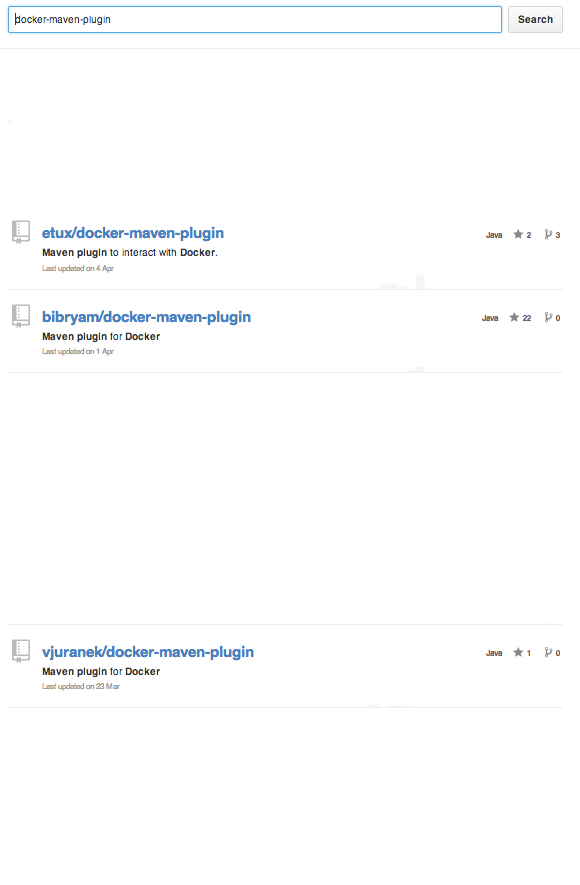 docker-maven-plugin
Search
etux/docker-maven-plugin
Java 2 3
Maven plugin to interact with Docker.
Last updated on 4 Apr
bibryam/docker-maven-plugin
Java 22 0
Maven plugin for Docker
Last updated on 1 Apr
vjuranek/docker-maven-plugin
Java 1 0
Maven plugin for Docker
Last updated on 23 Mar